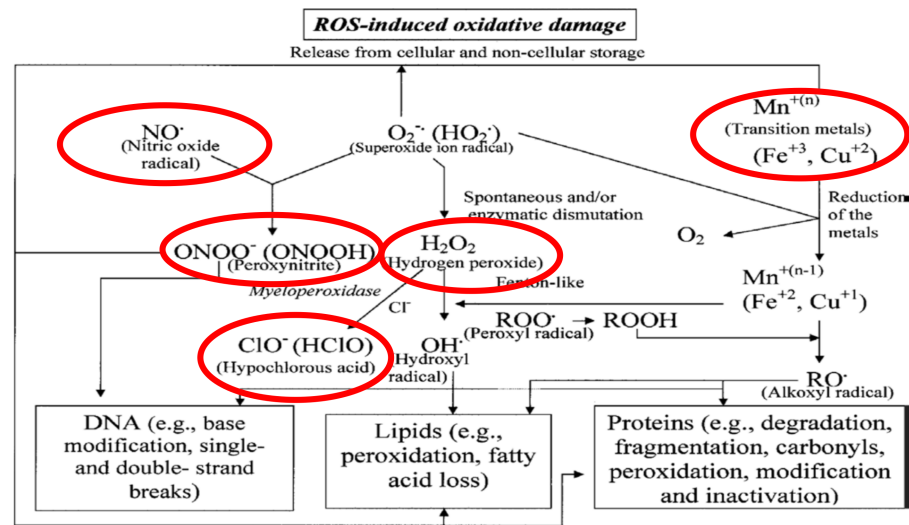 ROS-induced oxidative damage
Release from cellular and non-cellular storage
NO·
(Nitric oxide
radical)
O₂⁻· (HO₂·)
(Superoxide ion radical)
Mn⁺⁽ⁿ⁾
(Transition metals)
(Fe⁺³, Cu⁺²)
Spontaneous and/or
enzymatic dismutation
Reduction
of the
metals
O₂
ONOO⁻ (ONOOH)
(Peroxynitrite)
H₂O₂
(Hydrogen peroxide)
Myeloperoxidase
Cl⁻
Fenton-like
Mn⁺⁽ⁿ⁻¹⁾
(Fe⁺², Cu⁺¹)
ROO·
(Peroxyl radical)
ROOH
ClO⁻ (HClO)
(Hypochlorous acid)
OH·
(Hydroxyl
radical)
RO·
(Alkoxyl radical)
DNA (e.g., base
modification, single-
and double- strand
breaks)
Lipids (e.g.,
peroxidation, fatty
acid loss)
Proteins (e.g., degradation,
fragmentation, carbonyls,
peroxidation, modification
and inactivation)